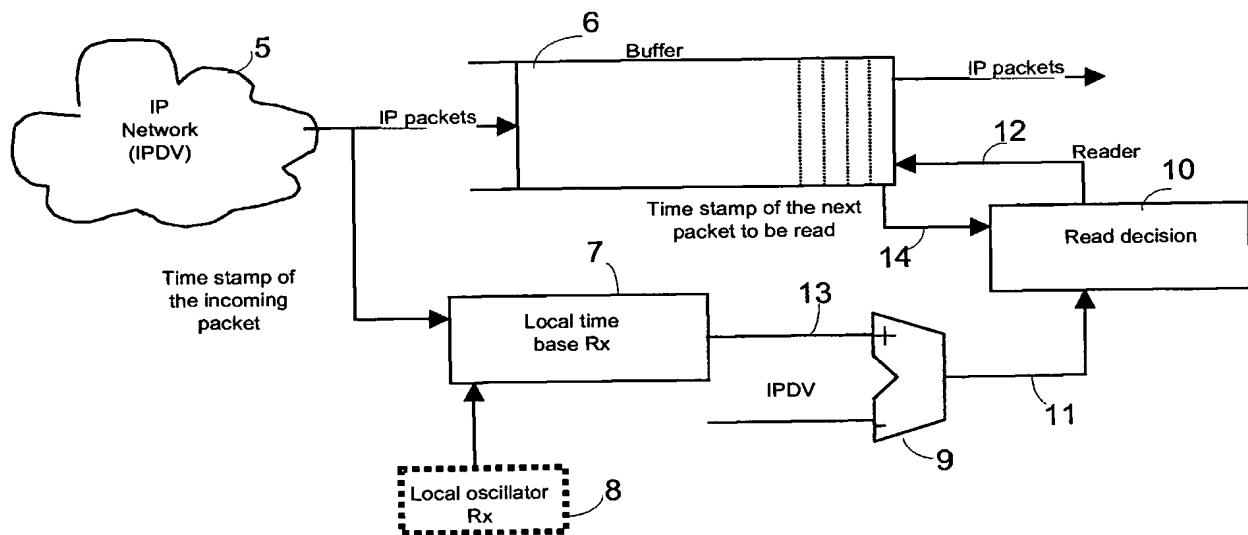 5
6
Buffer
IP
Network
(IPDV)
IP packets
IP packets
12
Reader
10
Time stamp of the next
packet to be read
14
Read decision
Time stamp of
the incoming
packet
7
13
Local time
base Rx
+
IPDV
11
–
9
Local oscillator
Rx
8